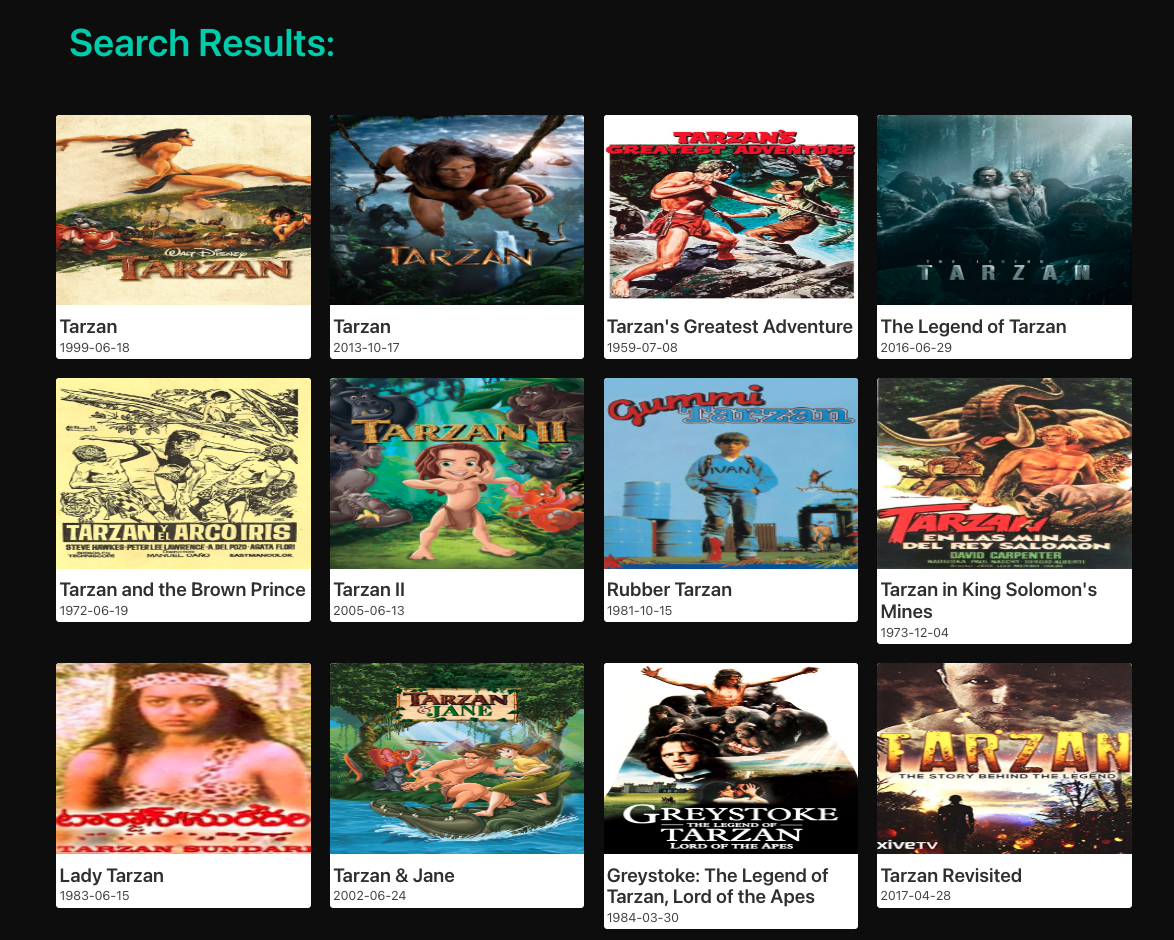 Search Results:
WALT DISNEY
TARZAN
TARZAN
TARZAN'S
GREATEST ADVENTURE
THE LEGEND OF
TARZAN
Tarzan
1999-06-18
Tarzan
2013-10-17
Tarzan's Greatest Adventure
1959-07-08
The Legend of Tarzan
2016-06-29
TARZAN Y EL ARCO IRIS
STEVE HAWKES-PETER LEE LAWRENCE-A DEL POZO-AGATA FLORI
EASTMANCOLOR
TARZAN II
Gummi
Tarzan
IVAN
TARZAN
EN LAS MINAS
DEL REY SALOMON
DAVID CARPENTER
Tarzan and the Brown Prince
1972-06-19
Tarzan II
2005-06-13
Rubber Tarzan
1981-10-15
Tarzan in King Solomon's
Mines
1973-12-04
TARZAN SUNDARI
TARZAN
& JANE
GREYSTOKE
THE LEGEND OF
TARZAN
LORD OF THE APES
TARZAN
THE STORY BEHIND THE LEGEND
xiveTV
Lady Tarzan
1983-06-15
Tarzan & Jane
2002-06-24
Greystoke: The Legend of
Tarzan, Lord of the Apes
1984-03-30
Tarzan Revisited
2017-04-28